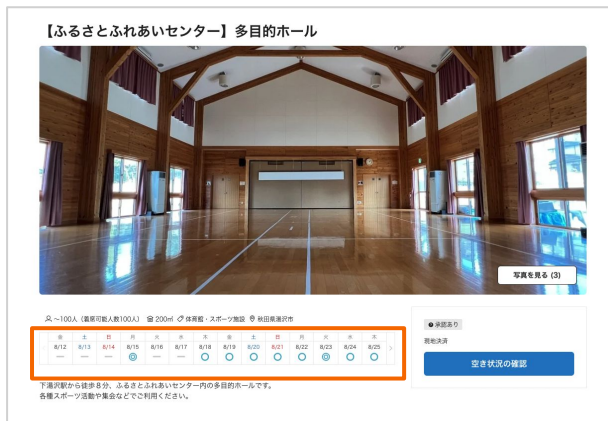 【ふるさとふれあいセンター】多目的ホール
写真を見る (3)
～100人（着席可能人数100人） 200㎡ 体育館・スポーツ施設 秋田県湯沢市
金 土 日 月 火 水 木 金 土 日 月 火 水 木
8/12 8/13 8/14 8/15 8/16 8/17 8/18 8/19 8/20 8/21 8/22 8/23 8/24 8/25
— — — ◎ — — ○ ○ ○ ○ ○ ◎ ○ ○
下湯沢駅から徒歩８分、ふるさとふれあいセンター内の多目的ホールです。
各種スポーツ活動や集会などでご利用ください。
承認あり
現地決済
空き状況の確認